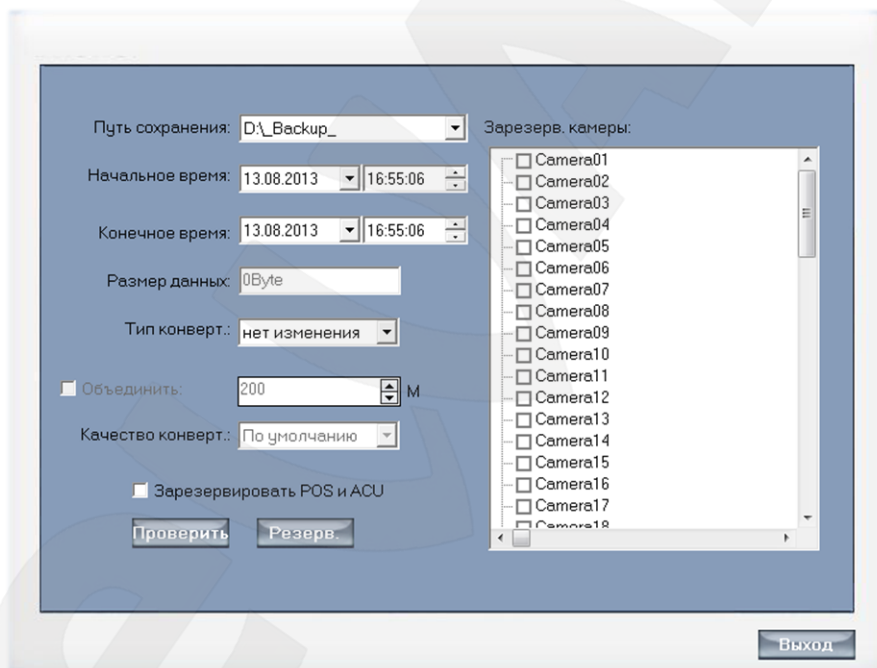 Путь сохранения: D:\_Backup_
Начальное время: 13.08.2013 16:55:06
Конечное время: 13.08.2013 16:55:06
Размер данных: 0Byte
Тип конверт.: нет изменения
Объединить: 200 М
Качество конверт.: По умолчанию
Зарезервировать POS и ACU
Проверить Резерв.
Зарезерв. камеры:
Camera01
Camera02
Camera03
Camera04
Camera05
Camera06
Camera07
Camera08
Camera09
Camera10
Camera11
Camera12
Camera13
Camera14
Camera15
Camera16
Camera17
Camera18
Выход